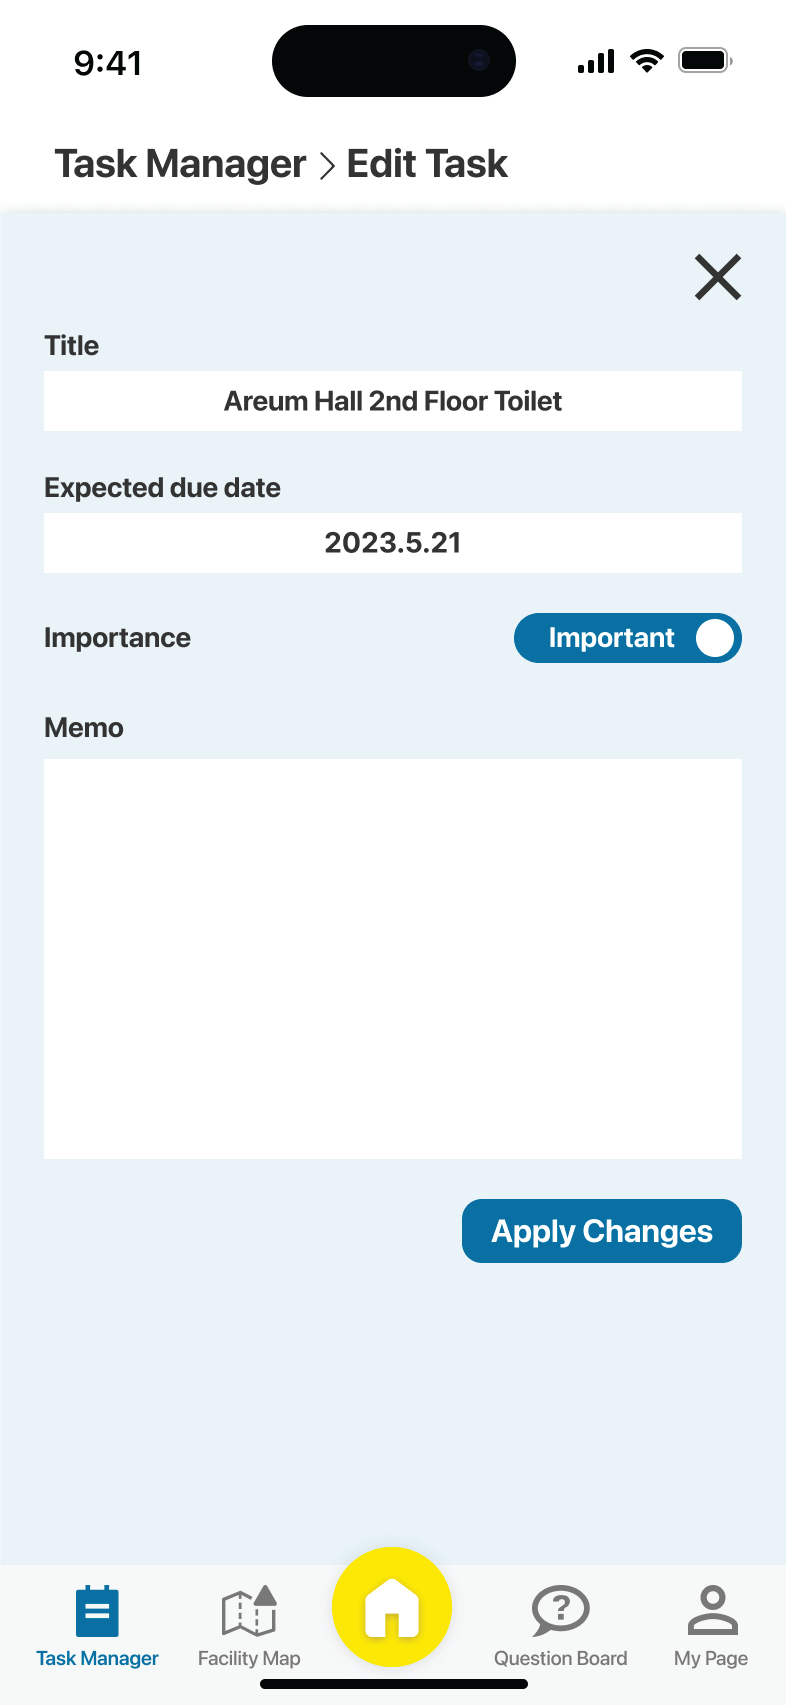 9:41
Task Manager > Edit Task
Title
Areum Hall 2nd Floor Toilet
Expected due date
2023.5.21
Importance
Important
Memo
Apply Changes
Task Manager
Facility Map
Question Board
My Page